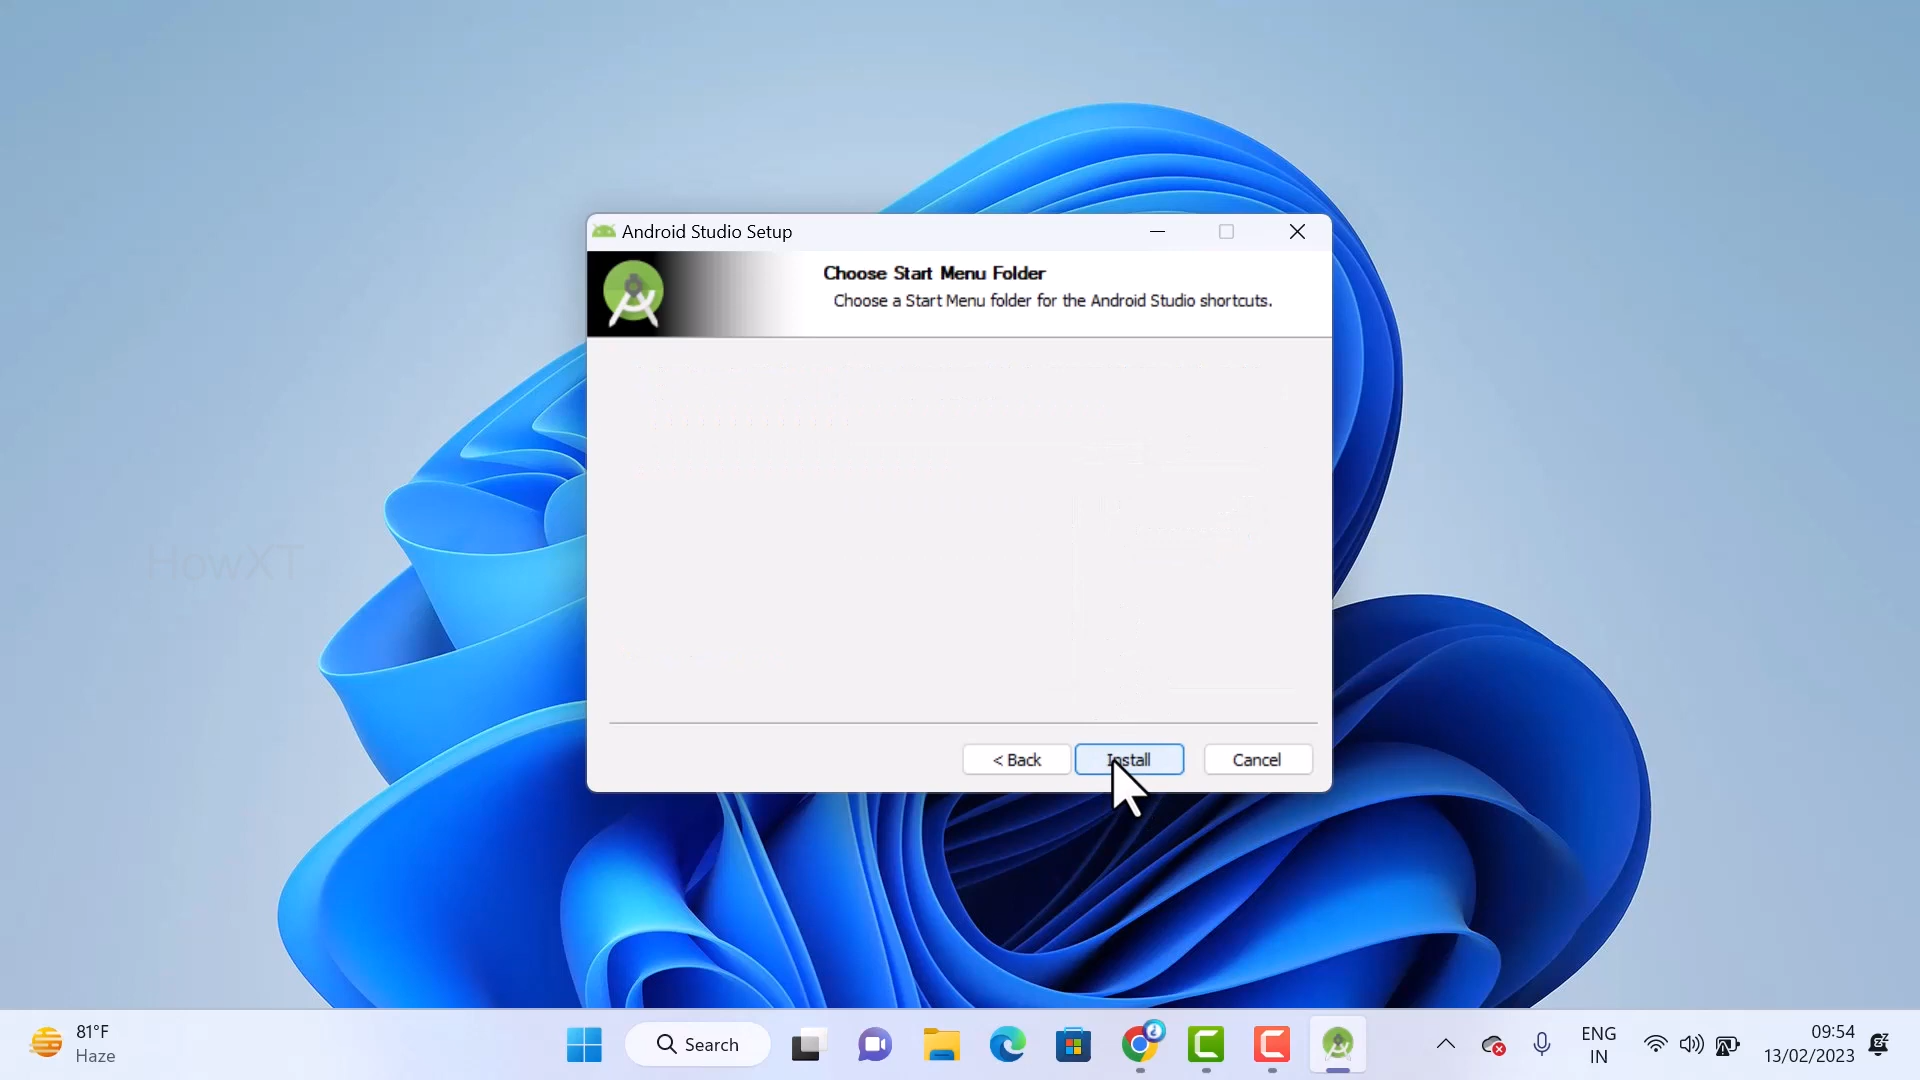 Android Studio Setup
Choose Start Menu Folder
Choose a Start Menu folder for the Android Studio shortcuts.
HowXT
< Back
Install
Cancel
81°F
Haze
Search
ENG
IN
09:54
13/02/2023